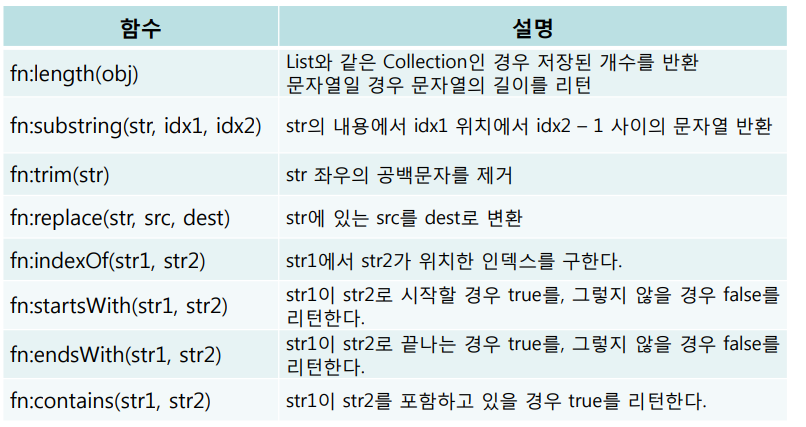 함수 설명
fn:length(obj) List와 같은 Collection인 경우 저장된 개수를 반환
문자열일 경우 문자열의 길이를 리턴
fn:substring(str, idx1, idx2) str의 내용에서 idx1 위치에서 idx2 – 1 사이의 문자열 반환
fn:trim(str) str 좌우의 공백문자를 제거
fn:replace(str, src, dest) str에 있는 src를 dest로 변환
fn:indexOf(str1, str2) str1에서 str2가 위치한 인덱스를 구한다.
fn:startsWith(str1, str2) str1이 str2로 시작할 경우 true를, 그렇지 않을 경우 false를
리턴한다.
fn:endsWith(str1, str2) str1이 str2로 끝나는 경우 true를, 그렇지 않을 경우 false를
리턴한다.
fn:contains(str1, str2) str1이 str2를 포함하고 있을 경우 true를 리턴한다.